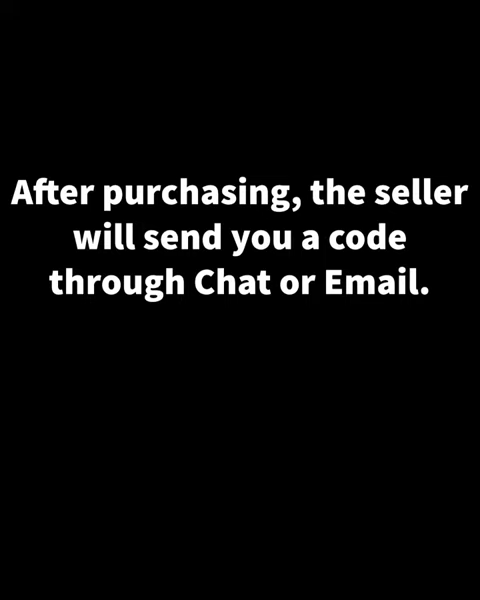 After purchasing, the seller
will send you a code
through Chat or Email.